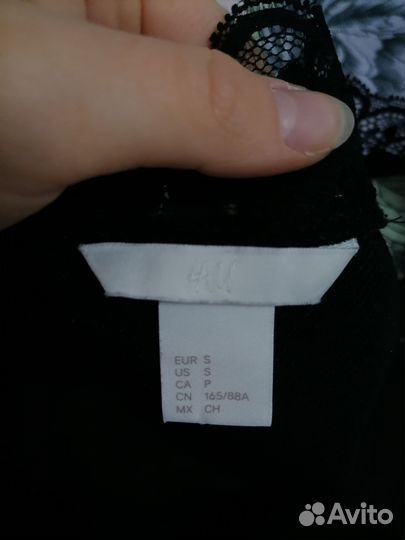 H&M
EUR S
US S
CA P
CN 165/88A
MX CH
Avito